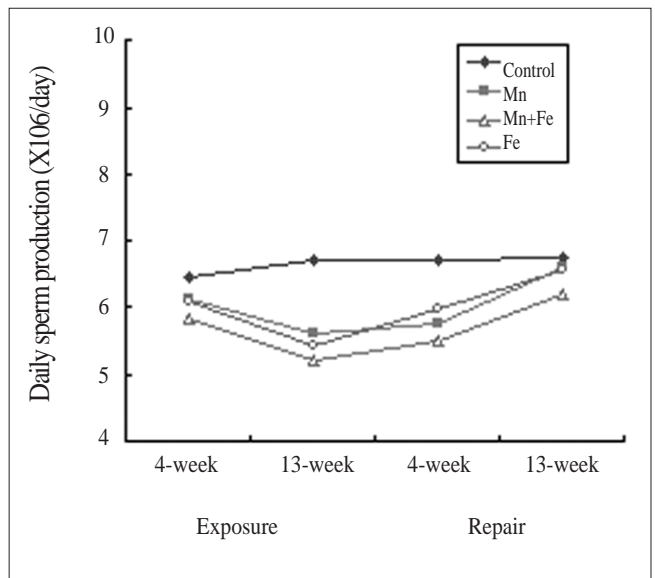 Daily sperm production (X106/day)
10
9
8
7
6
5
4
Control
Mn
Mn+Fe
Fe
4-week 13-week 4-week 13-week
Exposure Repair